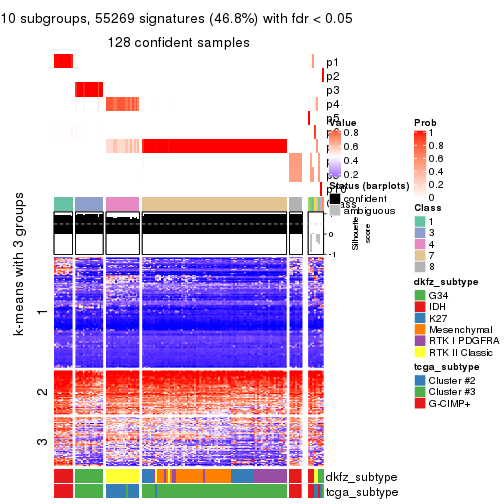 10 subgroups, 55269 signatures (46.8%) with fdr < 0.05
128 confident samples
p1
p2
p3
p4
p5
Value
0.8
0.6
0.4
0.2
Prob
1
0.8
0.6
0.4
0.2
0
Status (barplots)
confident
ambiguous
Class
1
4
4
7
8
0
-1
Silhouette
score
k-means with 3 groups
1
2
3
dkfz_subtype
G34
IDH
K27
Mesenchymal
RTK I PDGFRA
RTK II Classic
tcga_subtype
Cluster #2
Cluster #3
G-CIMP+
dkfz_subtype
tcga_subtype